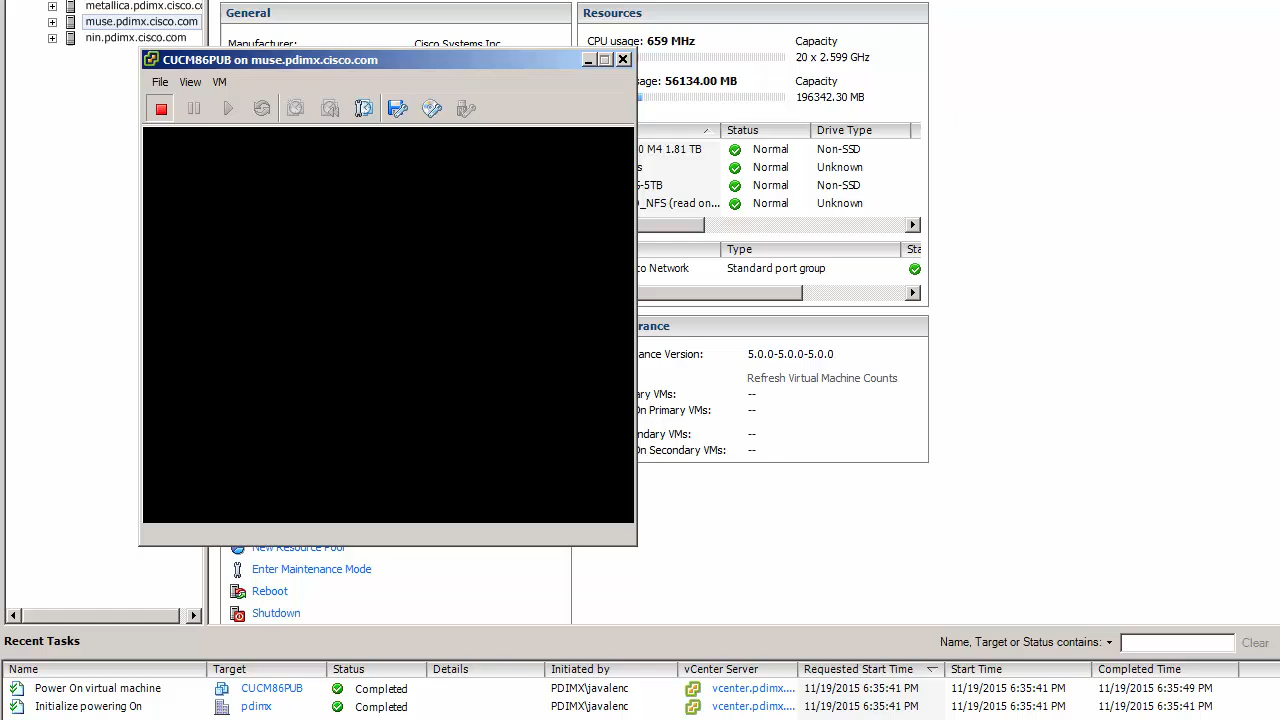 metallica.pdimx.cisco.c
muse.pdimx.cisco.com
nin.pdimx.cisco.com
General
Manufacturer: Cisco Systems Inc
Resources
CPU usage: 659 MHz Capacity
20 x 2.599 GHz
age: 56134.00 MB Capacity
196342.30 MB
Status Drive Type
0 M4 1.81 TB Normal Non-SSD
s Normal Unknown
5-5TB Normal Non-SSD
_NFS (read on... Normal Unknown
Type Sta
co Network Standard port group
CUCM86PUB on muse.pdimx.cisco.com
File View VM
rance
ance Version: 5.0.0-5.0.0-5.0.0
Refresh Virtual Machine Counts
ary VMs: --
On Primary VMs: --
ndary VMs: --
On Secondary VMs: --
New Resource Pool
Enter Maintenance Mode
Reboot
Shutdown
Recent Tasks
Name, Target or Status contains: Clear
Name Target Status Details Initiated by vCenter Server Requested Start Time Start Time Completed Time
Power On virtual machine CUCM86PUB Completed PDIMX\javalenc vcenter.pdimx.... 11/19/2015 6:35:41 PM 11/19/2015 6:35:41 PM 11/19/2015 6:35:49 PM
Initialize powering On pdimx Completed PDIMX\javalenc vcenter.pdimx.... 11/19/2015 6:35:41 PM 11/19/2015 6:35:41 PM 11/19/2015 6:35:41 PM